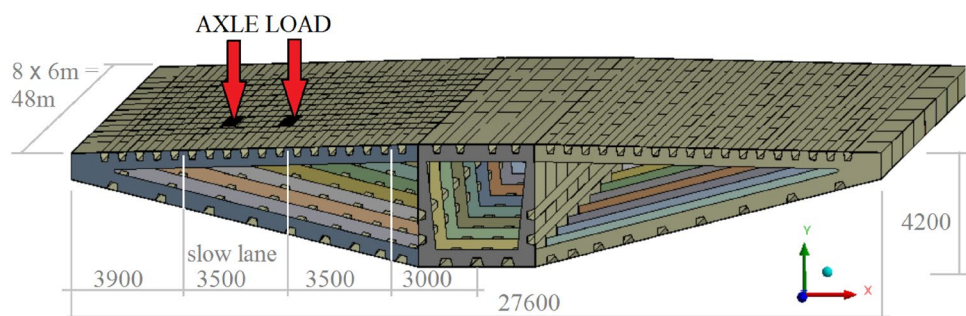 AXLE LOAD
8 x 6m =
48m
slow lane
3900
3500
3500
3000
27600
4200
Y
X